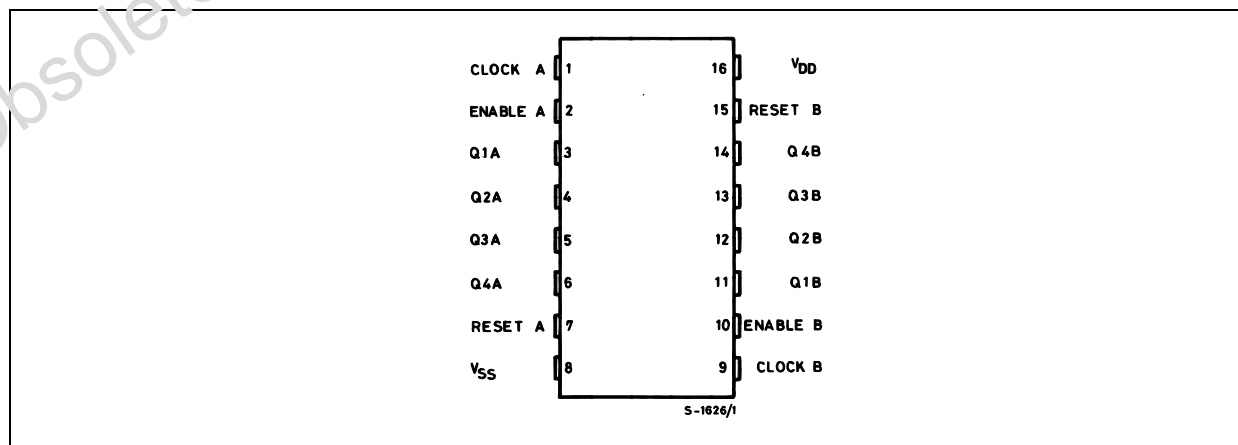 Obsolete
CLOCK A 1 16 VDD
ENABLE A 2 15 RESET B
Q1A 3 14 Q4B
Q2A 4 13 Q3B
Q3A 5 12 Q2B
Q4A 6 11 Q1B
RESET A 7 10 ENABLE B
VSS 8 9 CLOCK B
S-1626/1